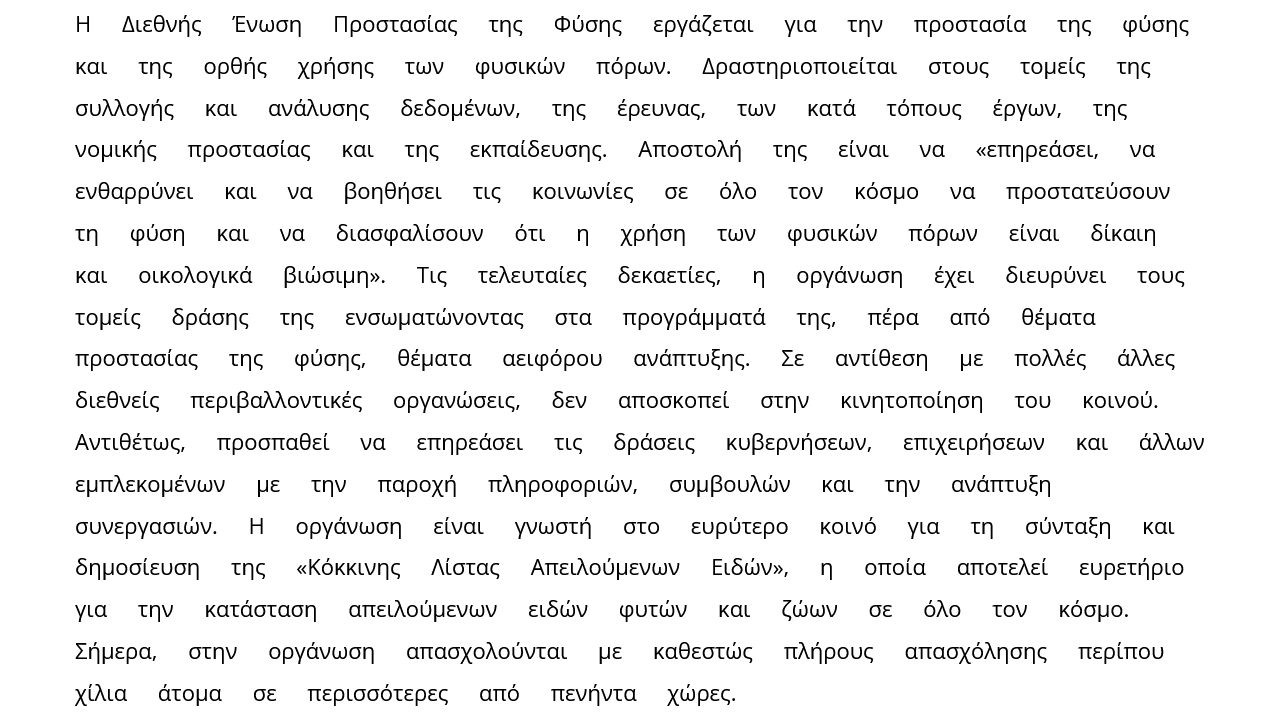 Η Διεθνής Ένωση Προστασίας της Φύσης εργάζεται για την προστασία της φύσης
και της ορθής χρήσης των φυσικών πόρων. Δραστηριοποιείται στους τομείς της
συλλογής και ανάλυσης δεδομένων, της έρευνας, των κατά τόπους έργων, της
νομικής προστασίας και της εκπαίδευσης. Αποστολή της είναι να «επηρεάσει, να
ενθαρρύνει και να βοηθήσει τις κοινωνίες σε όλο τον κόσμο να προστατεύσουν
τη φύση και να διασφαλίσουν ότι η χρήση των φυσικών πόρων είναι δίκαιη
και οικολογικά βιώσιμη». Τις τελευταίες δεκαετίες, η οργάνωση έχει διευρύνει τους
τομείς δράσης της ενσωματώνοντας στα προγράμματά της, πέρα από θέματα
προστασίας της φύσης, θέματα αειφόρου ανάπτυξης. Σε αντίθεση με πολλές άλλες
διεθνείς περιβαλλοντικές οργανώσεις, δεν αποσκοπεί στην κινητοποίηση του κοινού.
Αντιθέτως, προσπαθεί να επηρεάσει τις δράσεις κυβερνήσεων, επιχειρήσεων και άλλων
εμπλεκομένων με την παροχή πληροφοριών, συμβουλών και την ανάπτυξη
συνεργασιών. Η οργάνωση είναι γνωστή στο ευρύτερο κοινό για τη σύνταξη και
δημοσίευση της «Κόκκινης Λίστας Απειλούμενων Ειδών», η οποία αποτελεί ευρετήριο
για την κατάσταση απειλούμενων ειδών φυτών και ζώων σε όλο τον κόσμο.
Σήμερα, στην οργάνωση απασχολούνται με καθεστώς πλήρους απασχόλησης περίπου
χίλια άτομα σε περισσότερες από πενήντα χώρες.